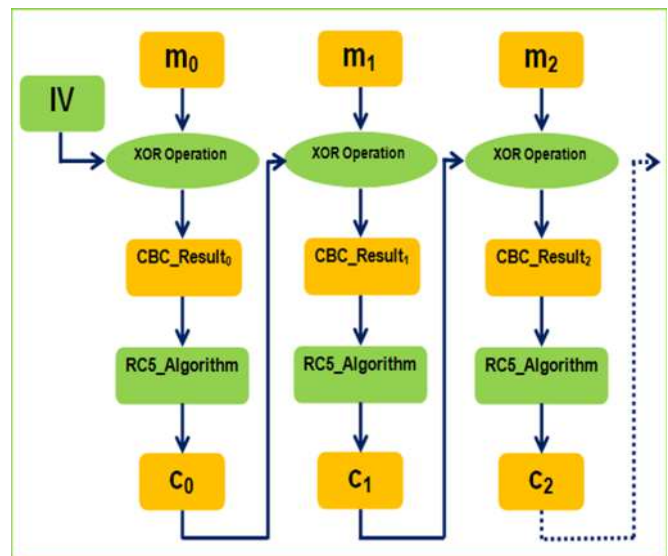 m₀ m₁ m₂
IV
XOR Operation XOR Operation XOR Operation
CBC_Result₀ CBC_Result₁ CBC_Result₂
RC5_Algorithm RC5_Algorithm RC5_Algorithm
C₀ C₁ C₂